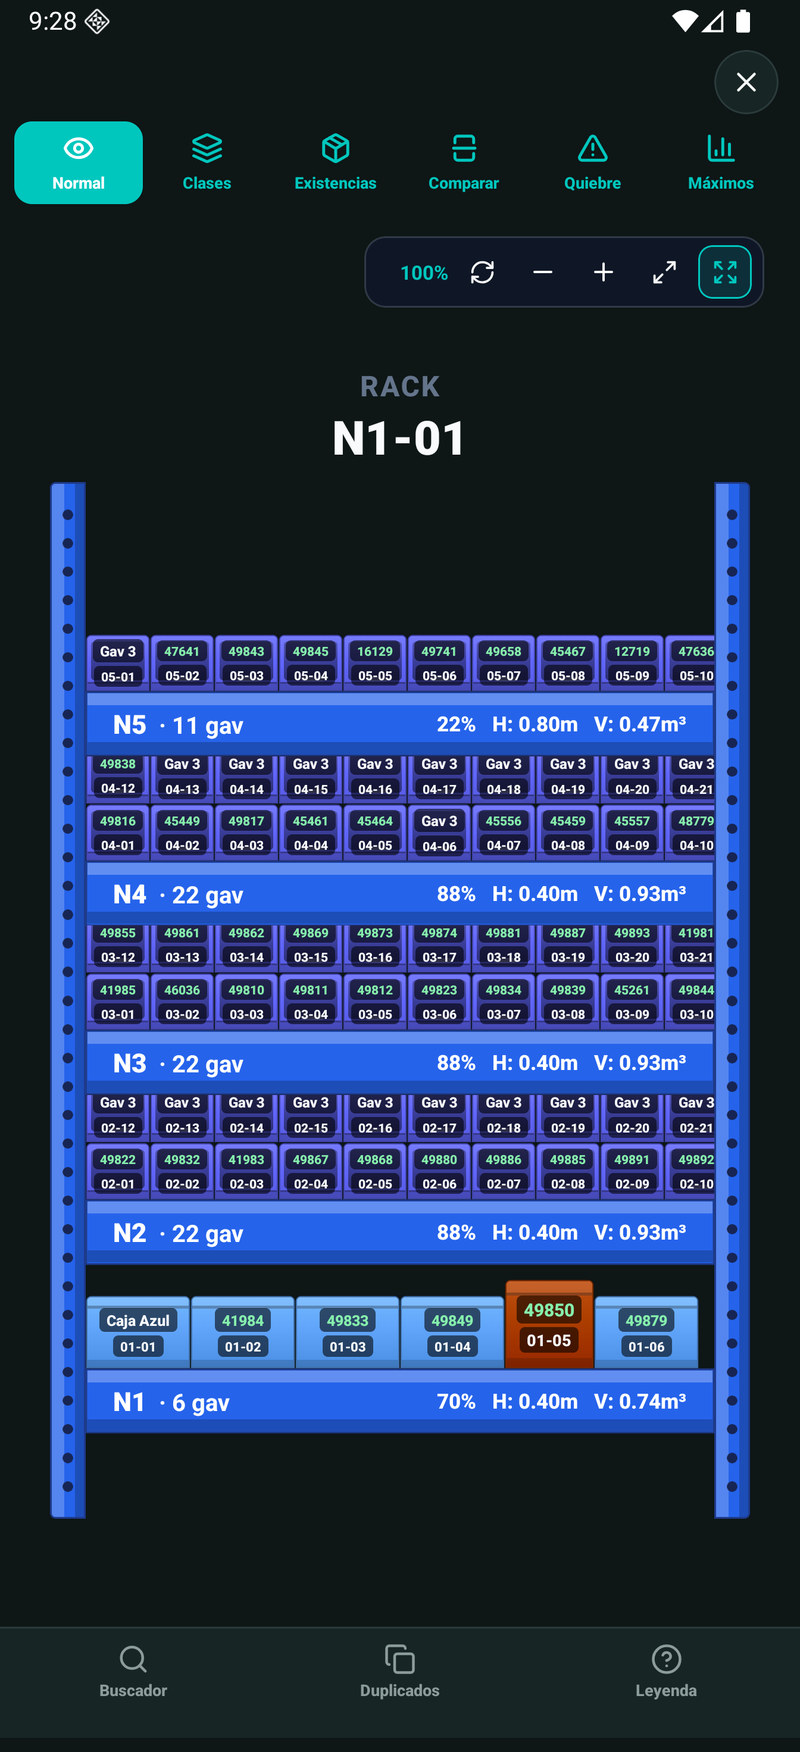 9:28
Normal
Clases
Existencias
Comparar
Quiebre
Máximos
100%
RACK
N1-01
Gav 3 47641 49843 49845 16129 49741 49658 45467 12719 47636
05-01 05-02 05-03 05-04 05-05 05-06 05-07 05-08 05-09 05-10
N5 · 11 gav 22% H: 0.80m V: 0.47m³
49838 Gav 3 Gav 3 Gav 3 Gav 3 Gav 3 Gav 3 Gav 3 Gav 3 Gav 3
04-12 04-13 04-14 04-15 04-16 04-17 04-18 04-19 04-20 04-21
49816 45449 49817 45461 45464 Gav 3 45556 45459 45557 48779
04-01 04-02 04-03 04-04 04-05 04-06 04-07 04-08 04-09 04-10
N4 · 22 gav 88% H: 0.40m V: 0.93m³
49855 49861 49862 49869 49873 49874 49881 49887 49893 41981
03-12 03-13 03-14 03-15 03-16 03-17 03-18 03-19 03-20 03-21
41985 46036 49810 49811 49812 49823 49834 49839 45261 49844
03-01 03-02 03-03 03-04 03-05 03-06 03-07 03-08 03-09 03-10
N3 · 22 gav 88% H: 0.40m V: 0.93m³
Gav 3 Gav 3 Gav 3 Gav 3 Gav 3 Gav 3 Gav 3 Gav 3 Gav 3 Gav 3
02-12 02-13 02-14 02-15 02-16 02-17 02-18 02-19 02-20 02-21
49822 49832 41983 49867 49868 49880 49886 49885 49891 49892
02-01 02-02 02-03 02-04 02-05 02-06 02-07 02-08 02-09 02-10
N2 · 22 gav 88% H: 0.40m V: 0.93m³
Caja Azul 41984 49833 49849 49850 49879
01-01 01-02 01-03 01-04 01-05 01-06
N1 · 6 gav 70% H: 0.40m V: 0.74m³
Buscador
Duplicados
Leyenda